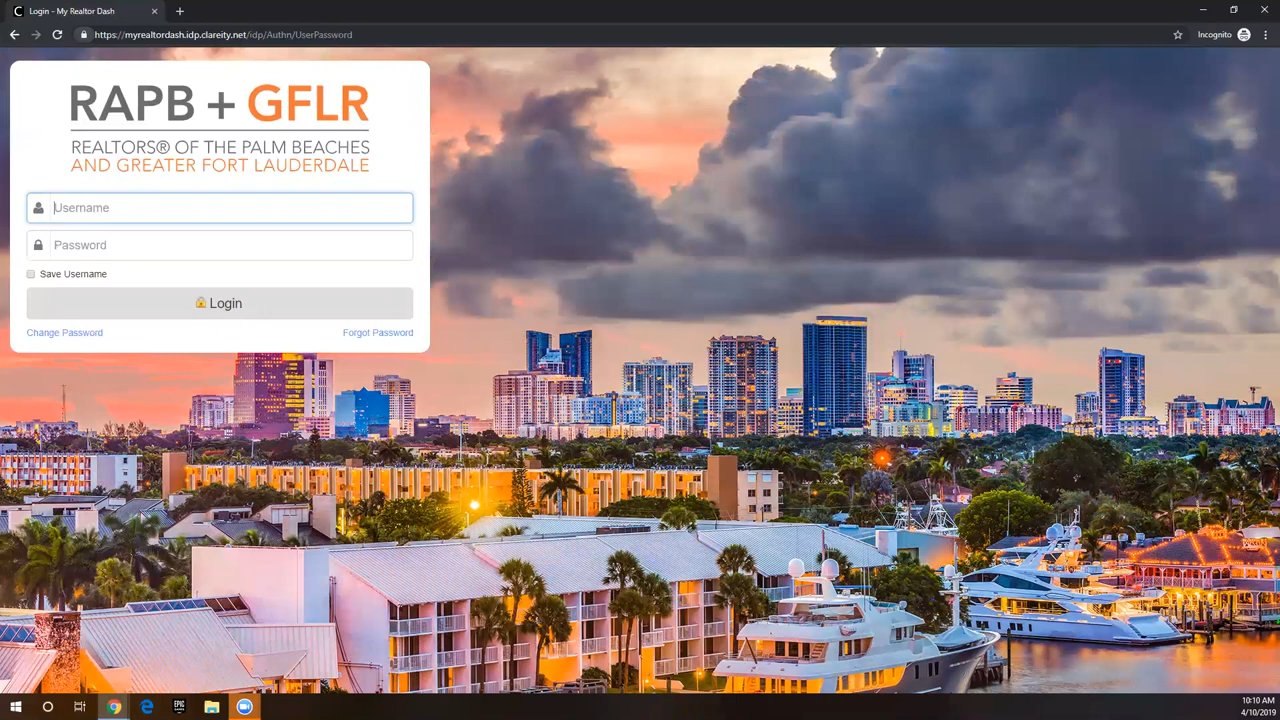 Login - My Realtor Dash
https://myrealtordash.idp.clareity.net/idp/Authn/UserPassword
Incognito
RAPB + GFLR
REALTORS® OF THE PALM BEACHES
AND GREATER FORT LAUDERDALE
Username
Password
Save Username
Login
Change Password
Forgot Password
EPIC
GAMES
10:10 AM
4/10/2019